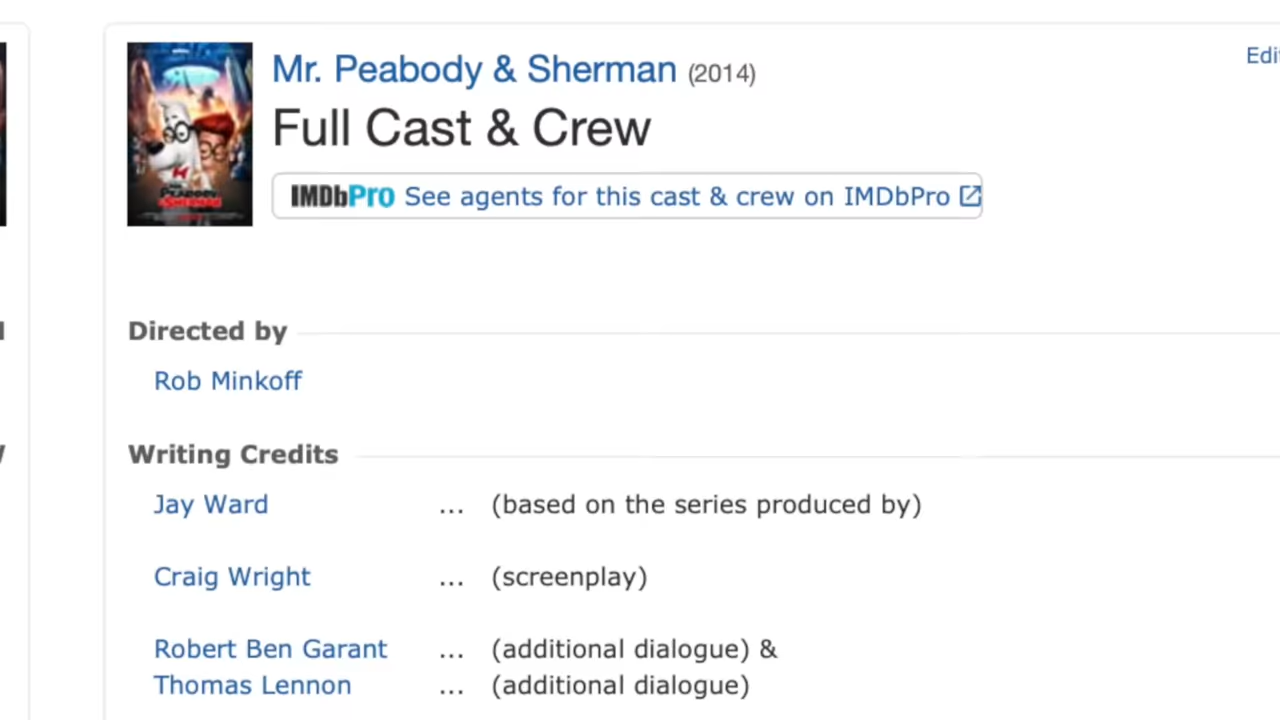 Mr. Peabody & Sherman (2014)
Full Cast & Crew
IMDbPro See agents for this cast & crew on IMDbPro
Directed by
Rob Minkoff
Writing Credits
Jay Ward ... (based on the series produced by)
Craig Wright ... (screenplay)
Robert Ben Garant ... (additional dialogue) &
Thomas Lennon ... (additional dialogue)